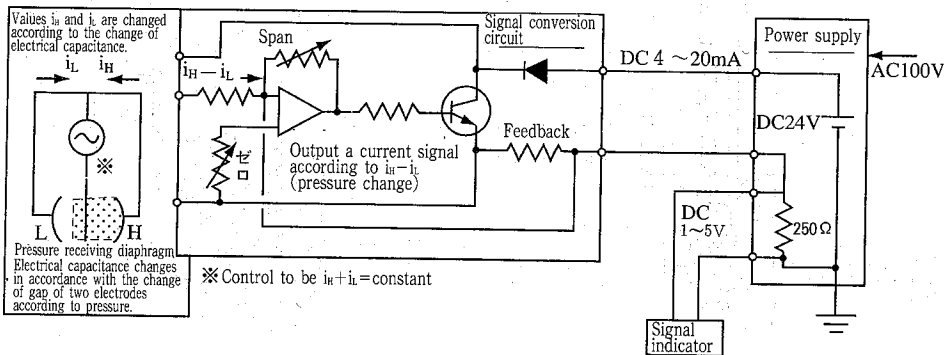 Values iH and iL are changed
according to the change of
electrical capacitance.
iL iH
※
L H
Pressure receiving diaphragm
Electrical capacitance changes
in accordance with the change
of gap of two electrodes
according to pressure.
Span
iH－iL
ゼロ
Output a current signal
according to iH－iL
(pressure change)
Signal conversion
circuit
Feedback
※ Control to be iH＋iL＝constant
DC 4 ～20mA
Power supply
AC100V
DC24V
DC
1～5V
250Ω
Signal
indicator